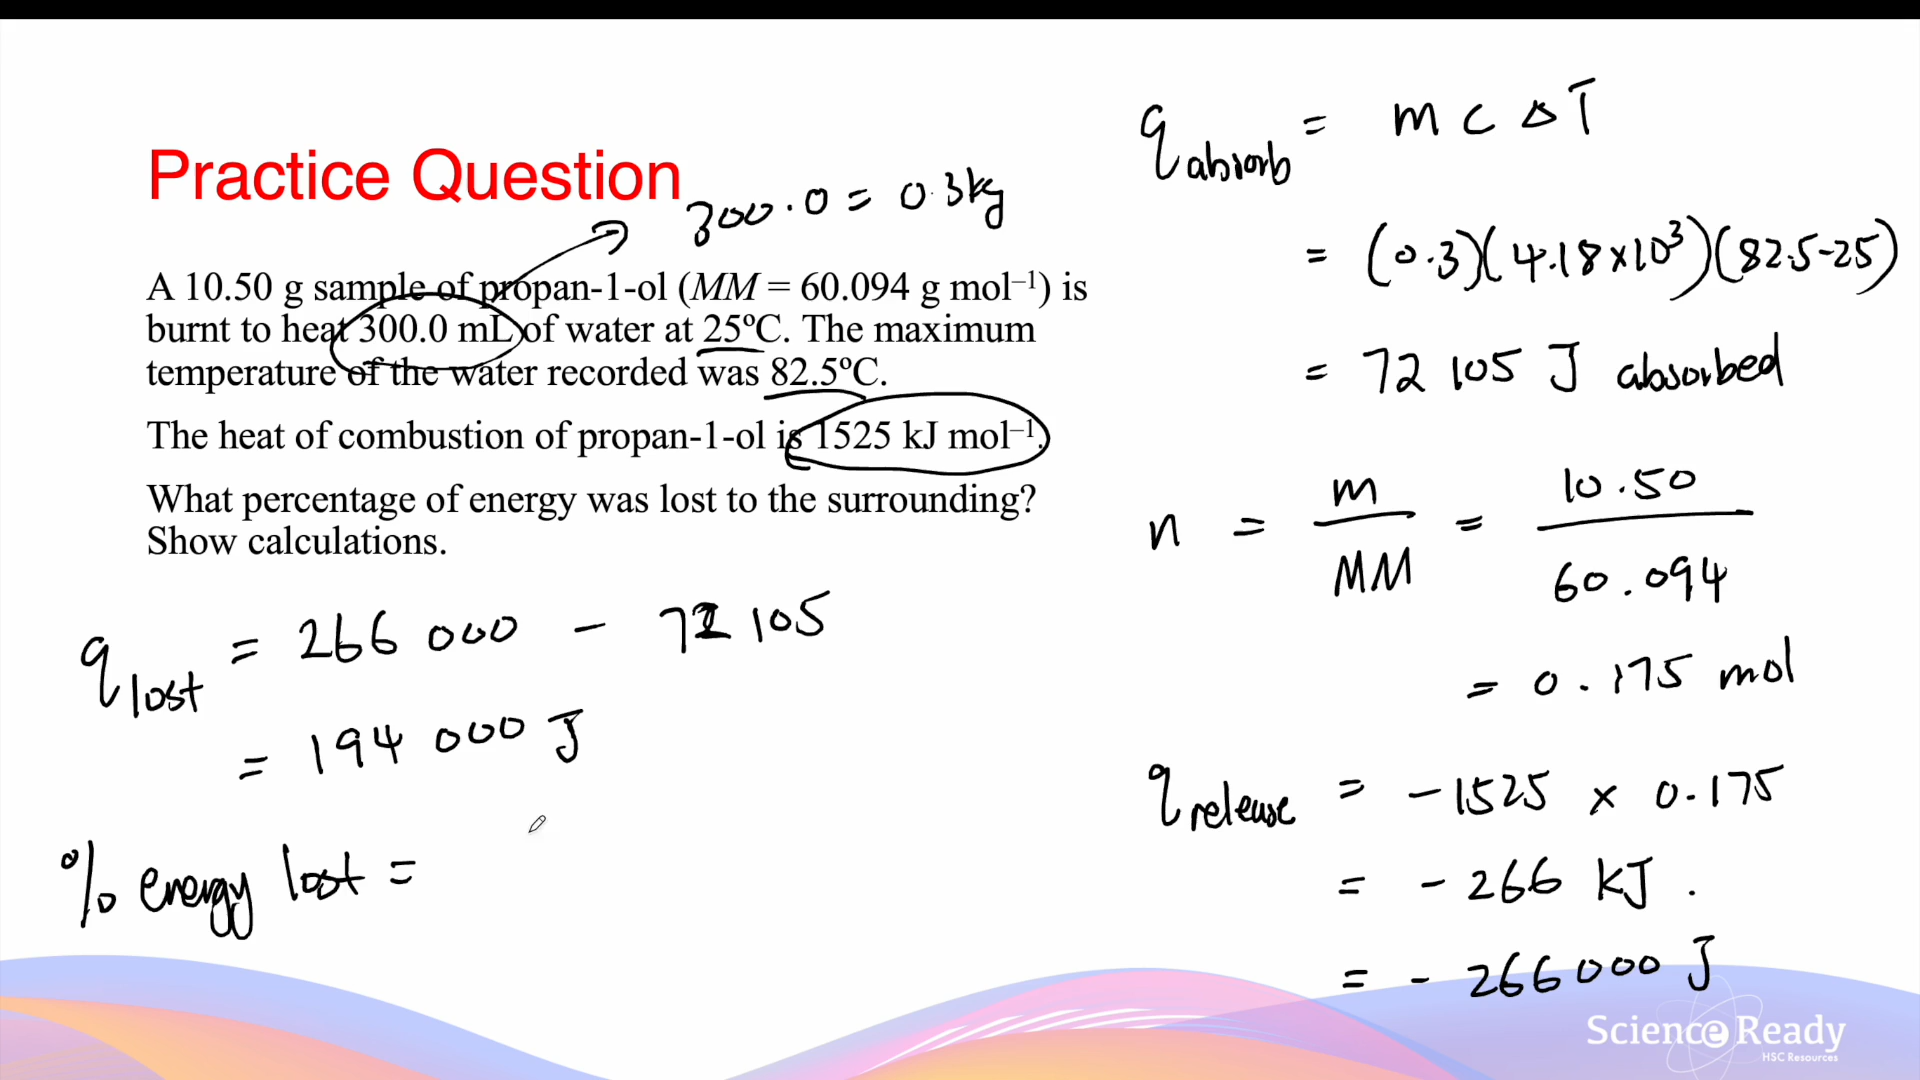 Practice Question
300.0 = 0.3kg
A 10.50 g sample of propan-1-ol (MM = 60.094 g mol⁻¹) is
burnt to heat 300.0 mL of water at 25ºC. The maximum
temperature of the water recorded was 82.5ºC.
The heat of combustion of propan-1-ol is 1525 kJ mol⁻¹.
What percentage of energy was lost to the surrounding?
Show calculations.
q lost = 266 000 - 72 105
= 194 000 J
% energy lost =
q absorb = m c Δ T
= (0.3)(4.18×10³)(82.5-25)
= 72 105 J absorbed
n = m/MM = 10.50/60.094
= 0.175 mol
q release = -1525 × 0.175
= -266 kJ.
= -266000 J
Science Ready
HSC Resources